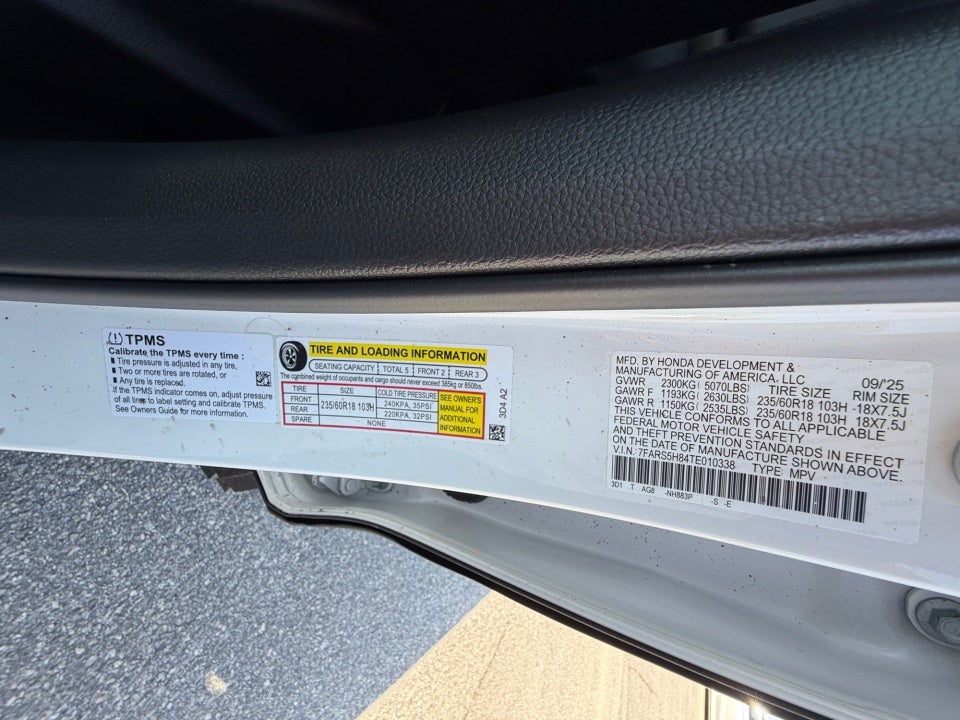 TPMS
Calibrate the TPMS every time :
■ Tire pressure is adjusted in any tire,
■ Two or more tires are rotated, or
■ Any tire is replaced.
If the TPMS indicator comes on, adjust pressure
of all tires to label setting and calibrate TPMS.
See Owners Guide for more information.
TIRE AND LOADING INFORMATION
SEATING CAPACITY TOTAL 5 FRONT 2 REAR 3
The combined weight of occupants and cargo should never exceed 385kg or 850lbs.
TIRE SIZE COLD TIRE PRESSURE
FRONT 235/60R18 103H 240KPA, 35PSI
REAR 220KPA, 32PSI
SPARE NONE
SEE OWNER'S
MANUAL FOR
ADDITIONAL
INFORMATION
3D4 A2
MFD. BY HONDA DEVELOPMENT &
MANUFACTURING OF AMERICA, LLC 09/'25
GVWR 2300KG( 5070LBS) TIRE SIZE RIM SIZE
GAWR F 1193KG( 2630LBS) 235/60R18 103H -18X7.5J
GAWR R 1150KG( 2535LBS) 235/60R18 103H 18X7.5J
THIS VEHICLE CONFORMS TO ALL APPLICABLE
FEDERAL MOTOR VEHICLE SAFETY
AND THEFT PREVENTION STANDARDS IN EFFECT
ON THE DATE OF MANUFACTURE SHOWN ABOVE.
V.I.N. 7FARS5H84TE010338 TYPE MPV
3D1 T AG8 -NH883P -S -E